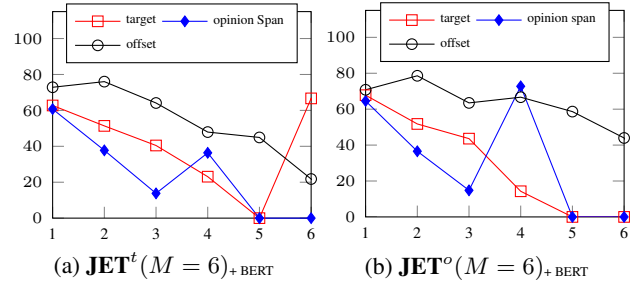 target opinion Span
offset
100
80
60
40
20
0
1 2 3 4 5 6
(a) JET^t(M = 6)+ BERT
target opinion span
offset
100
80
60
40
20
0
1 2 3 4 5 6
(b) JET^o(M = 6)+ BERT